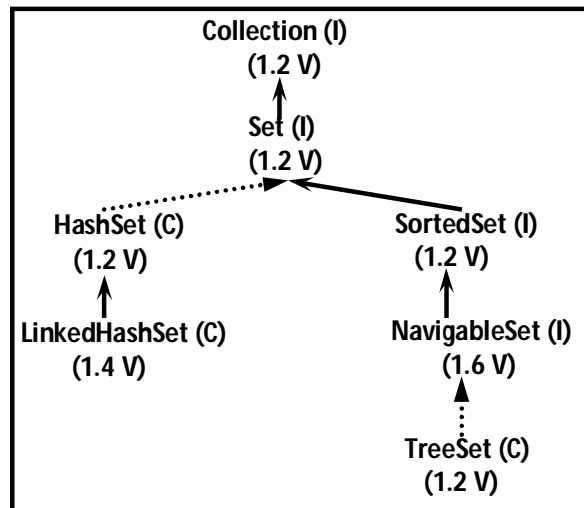 Collection (I)
(1.2 V)
Set (I)
(1.2 V)
HashSet (C)
(1.2 V)
SortedSet (I)
(1.2 V)
LinkedHashSet (C)
(1.4 V)
NavigableSet (I)
(1.6 V)
TreeSet (C)
(1.2 V)